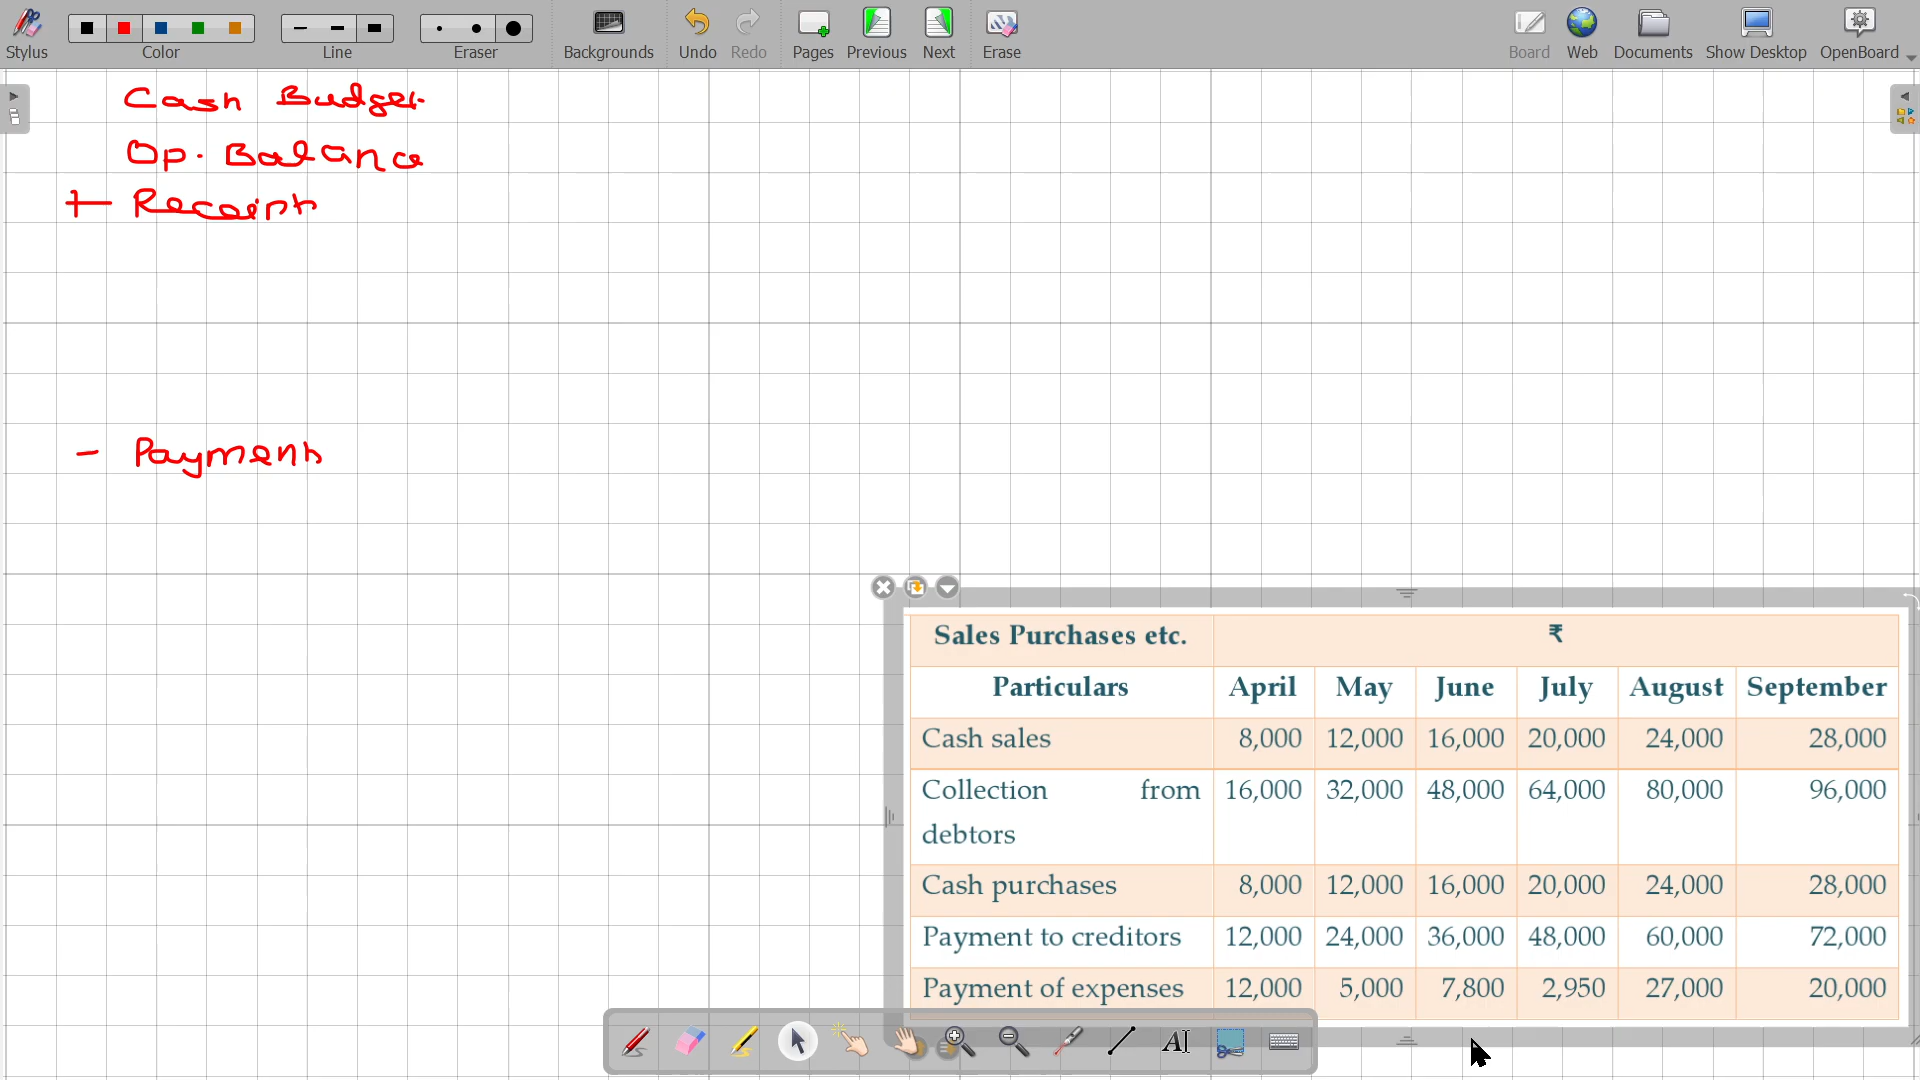 Stylus Color Line Eraser Backgrounds Undo Redo Pages Previous Next Erase Board Web Documents Show Desktop OpenBoard
Cash Budget
Op. Balance
+ Receipts
- Payments
Sales Purchases etc. ₹
Particulars April May June July August September
Cash sales 8,000 12,000 16,000 20,000 24,000 28,000
Collection from 16,000 32,000 48,000 64,000 80,000 96,000
debtors
Cash purchases 8,000 12,000 16,000 20,000 24,000 28,000
Payment to creditors 12,000 24,000 36,000 48,000 60,000 72,000
Payment of expenses 12,000 5,000 7,800 2,950 27,000 20,000